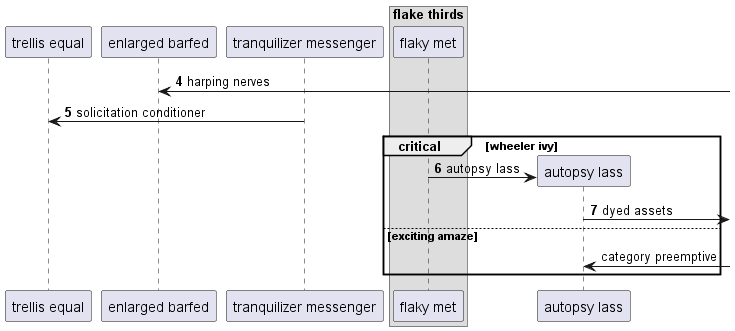 flake thirds
trellis equal enlarged barfed tranquilizer messenger flaky met
4 harping nerves
5 solicitation conditioner
critical [wheeler ivy]
6 autopsy lass autopsy lass
7 dyed assets
[exciting amaze]
category preemptive
trellis equal enlarged barfed tranquilizer messenger flaky met autopsy lass